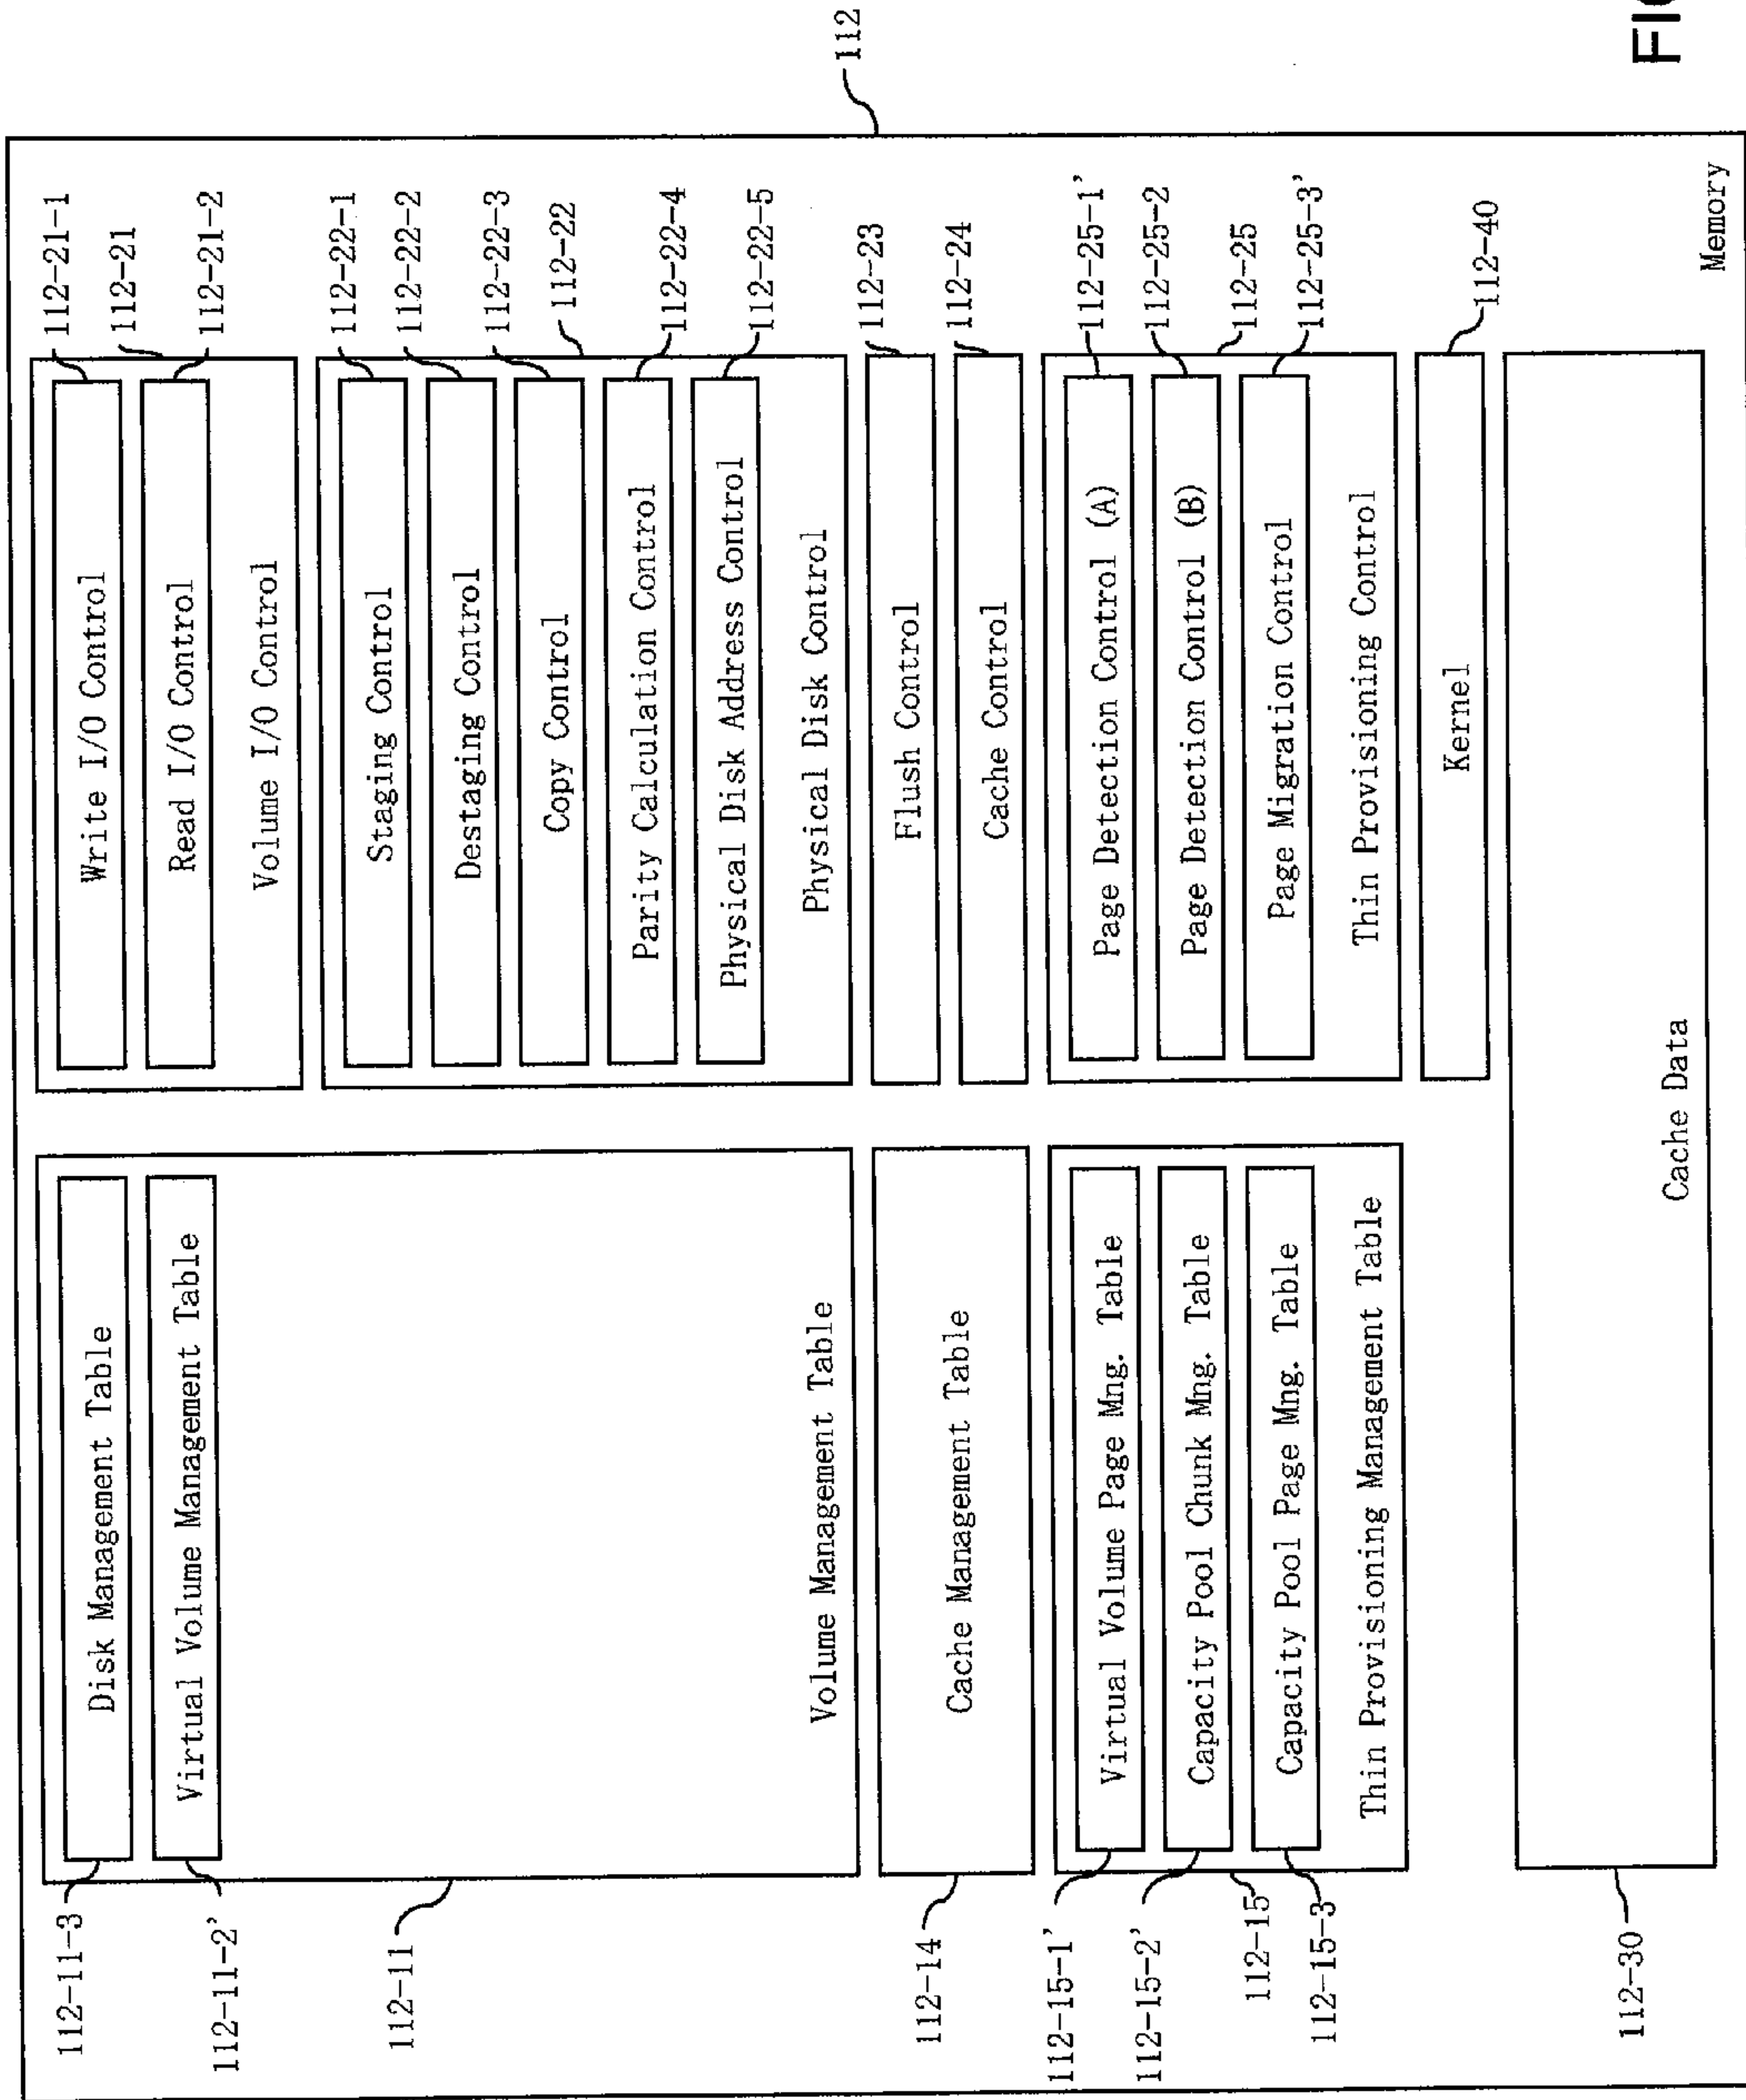 112-11-3
Disk Management Table
112-11-2'
Virtual Volume Management Table
112-11
Volume Management Table
112-14
Cache Management Table
112-15-1'
Virtual Volume Page Mng. Table
112-15-2'
Capacity Pool Chunk Mng. Table
112-15
112-15-3
Capacity Pool Page Mng. Table
Thin Provisioning Management Table
112-30
Cache Data
Write I/O Control
112-21-1
112-21
Read I/O Control
112-21-2
Volume I/O Control
Staging Control
112-22-1
Destaging Control
112-22-2
Copy Control
112-22-3
112-22
Parity Calculation Control
112-22-4
Physical Disk Address Control
112-22-5
Physical Disk Control
Flush Control
112-23
Cache Control
112-24
Page Detection Control (A)
112-25-1'
Page Detection Control (B)
112-25-2
112-25
Page Migration Control
112-25-3'
Thin Provisioning Control
Kernel
112-40
Memory
112